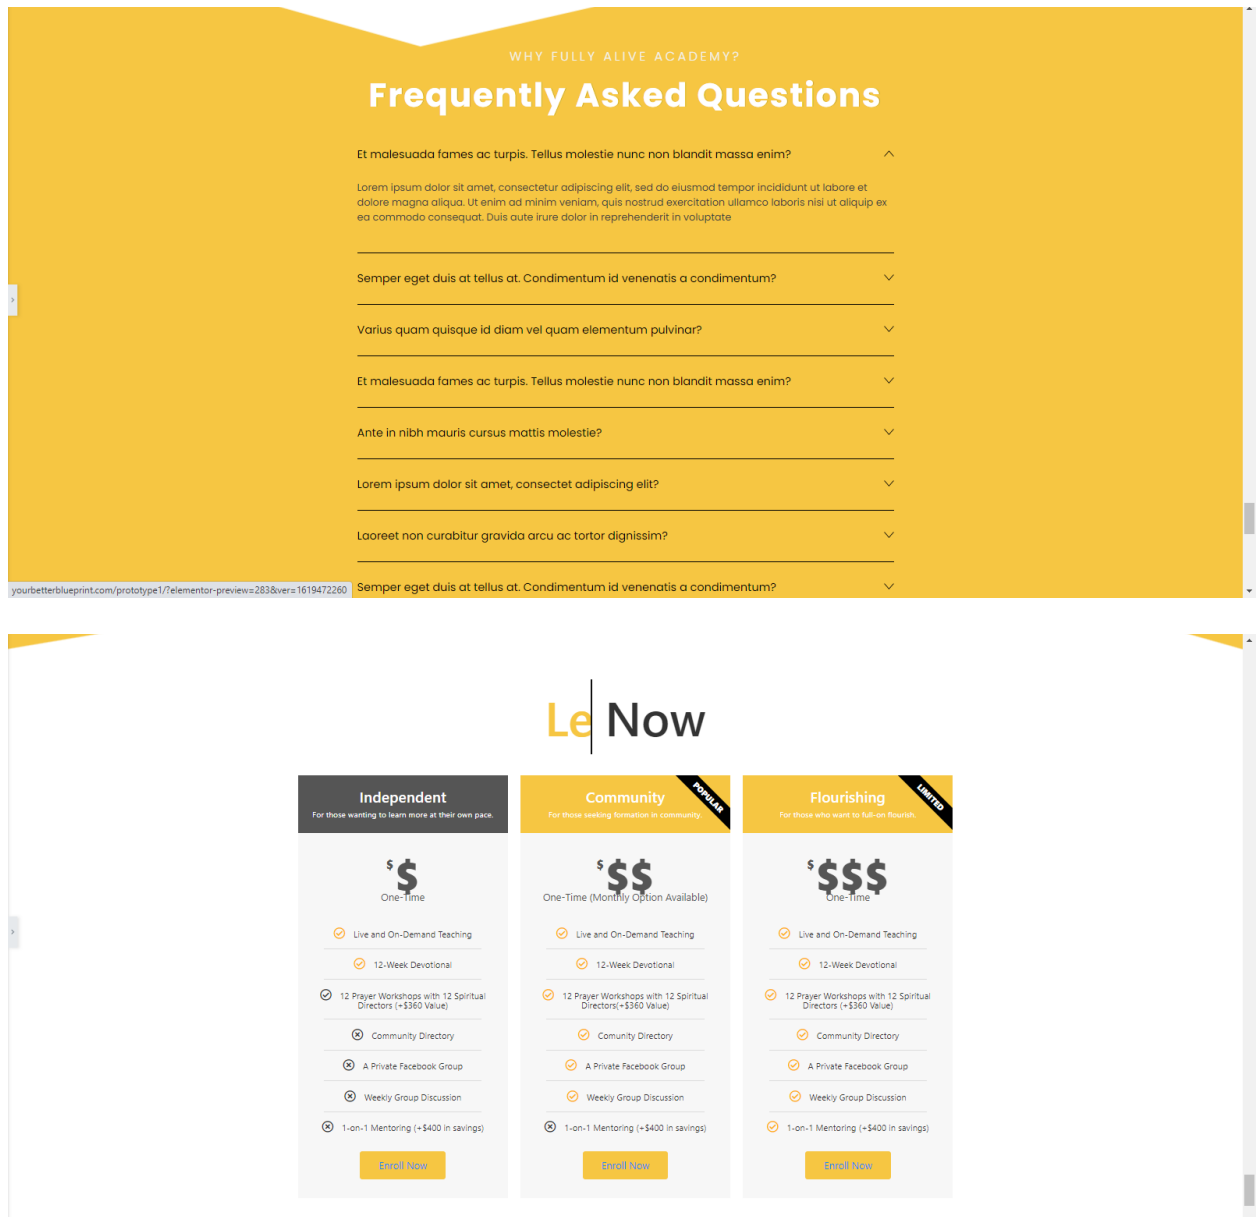 WHY FULLY ALIVE ACADEMY?
Frequently Asked Questions
Et malesuada fames ac turpis. Tellus molestie nunc non blandit massa enim?
Lorem ipsum dolor sit amet, consectetur adipiscing elit, sed do eiusmod tempor incididunt ut labore et
dolore magna aliqua. Ut enim ad minim veniam, quis nostrud exercitation ullamco laboris nisi ut aliquip ex
ea commodo consequat. Duis aute irure dolor in reprehenderit in voluptate
Semper eget duis at tellus at. Condimentum id venenatis a condimentum?
Varius quam quisque id diam vel quam elementum pulvinar?
Et malesuada fames ac turpis. Tellus molestie nunc non blandit massa enim?
Ante in nibh mauris cursus mattis molestie?
Lorem ipsum dolor sit amet, consectet adipiscing elit?
Laoreet non curabitur gravida arcu ac tortor dignissim?
Semper eget duis at tellus at. Condimentum id venenatis a condimentum?
yourbetterblueprint.com/prototype1/?elementor-preview=283&ver=1619472260
Le Now
Independent
For those wanting to learn more at their own pace.
$$
One-Time
Live and On-Demand Teaching
12-Week Devotional
12 Prayer Workshops with 12 Spiritual
Directors (+$360 Value)
Community Directory
A Private Facebook Group
Weekly Group Discussion
1-on-1 Mentoring (+$400 in savings)
Enroll Now
Community
For those seeking formation in community.
POPULAR
$$$
One-Time (Monthly Option Available)
Live and On-Demand Teaching
12-Week Devotional
12 Prayer Workshops with 12 Spiritual
Directors(+$360 Value)
Comunity Directory
A Private Facebook Group
Weekly Group Discussion
1-on-1 Mentoring (+$400 in savings)
Enroll Now
Flourishing
For those who want to full-on flourish.
LIMITED
$$$$
One-Time
Live and On-Demand Teaching
12-Week Devotional
12 Prayer Workshops with 12 Spiritual
Directors (+$360 Value)
Community Directory
A Private Facebook Group
Weekly Group Discussion
1-on-1 Mentoring (+$400 in savings)
Enroll Now